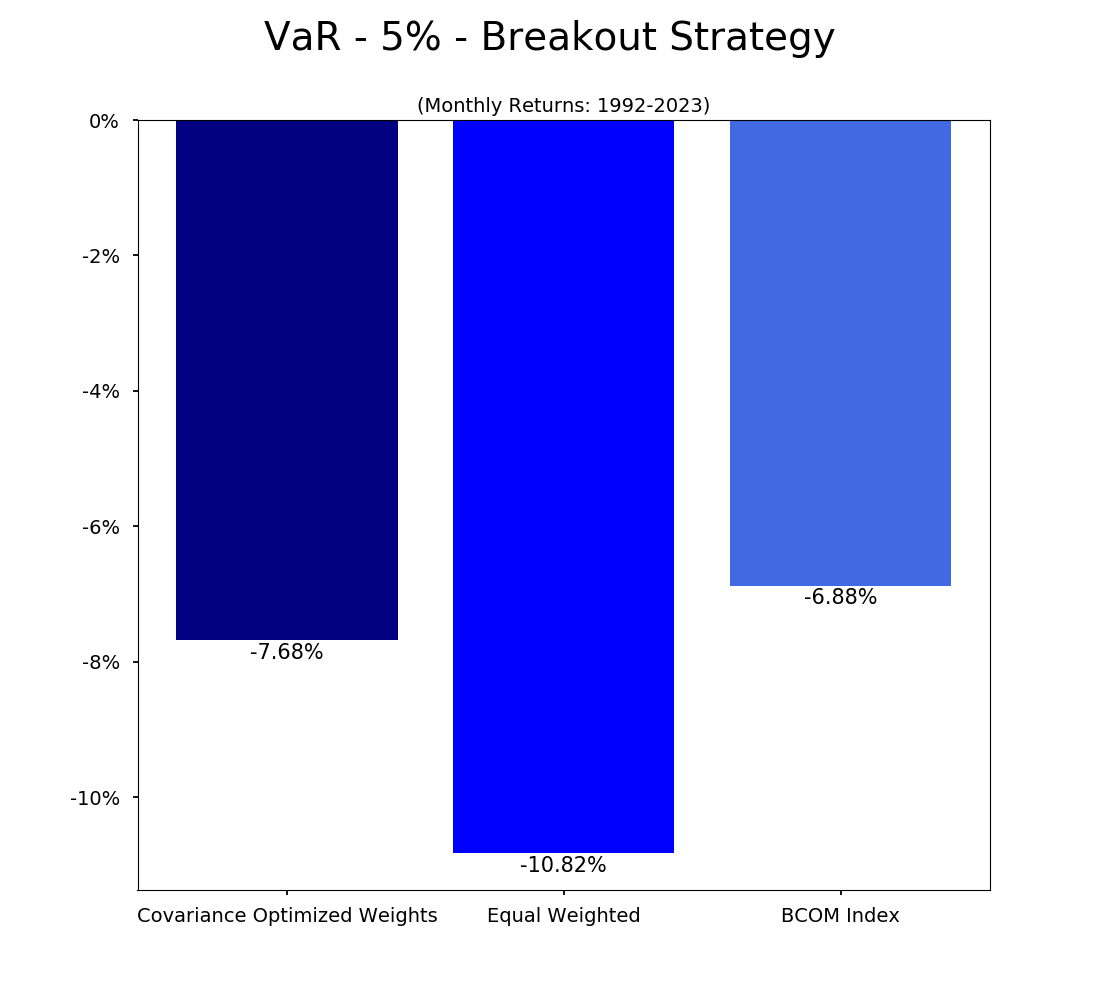 VaR - 5% - Breakout Strategy
(Monthly Returns: 1992-2023)
0%
-2%
-4%
-6%
-8%
-10%
-7.68%
-10.82%
-6.88%
Covariance Optimized Weights
Equal Weighted
BCOM Index